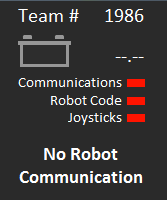 Team # 1986
--.--
Communications
Robot Code
Joysticks
No Robot
Communication